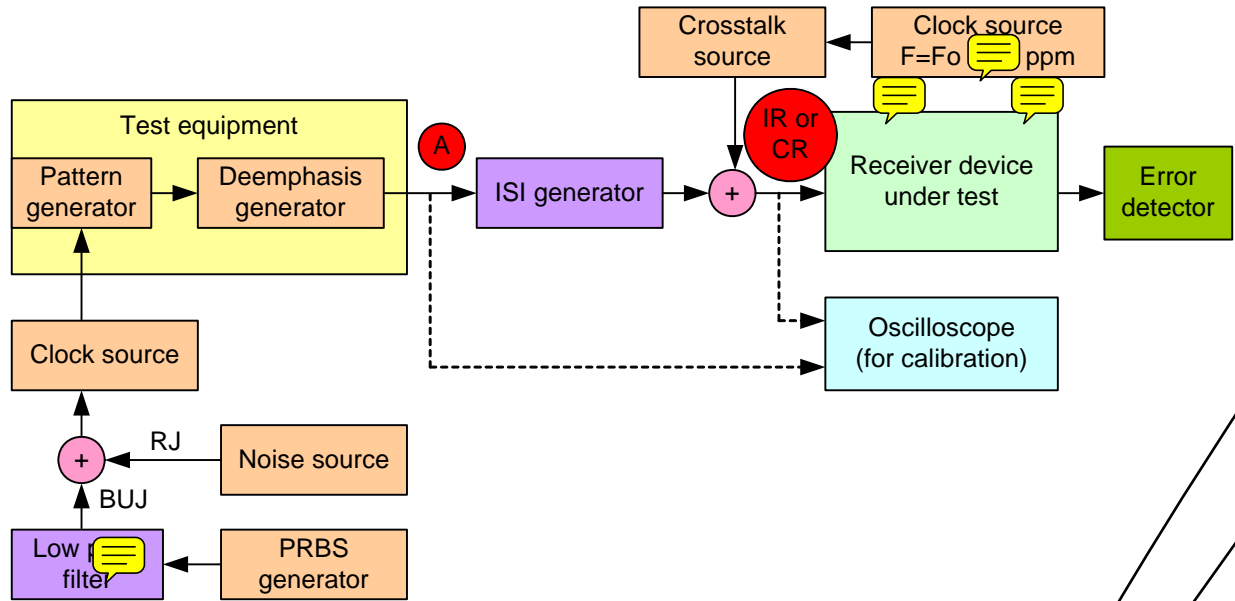 Crosstalk
source
Clock source
F=Fo ppm
Test equipment
A
IR or
CR
Pattern
generator
Deemphasis
generator
ISI generator
+
Receiver device
under test
Error
detector
Clock source
Oscilloscope
(for calibration)
+
RJ
Noise source
BUJ
Low
filter
PRBS
generator